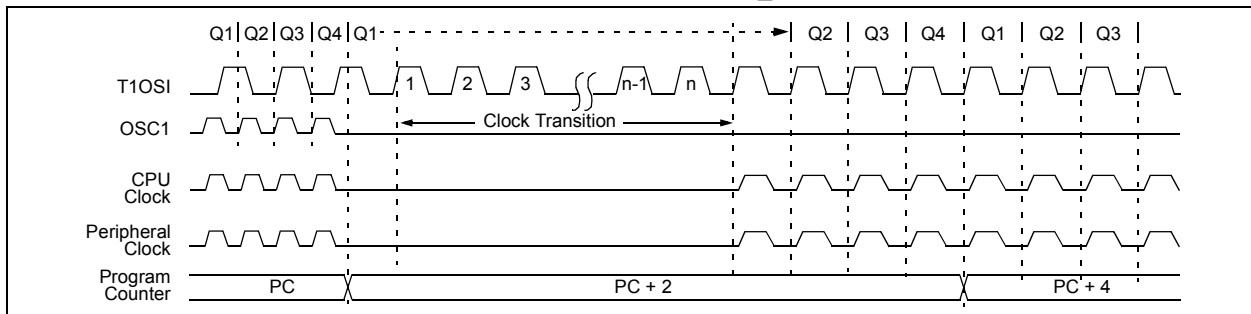 Q1 Q2 Q3 Q4 Q1 Q2 Q3 Q4 Q1 Q2 Q3
T1OSI 1 2 3 n-1 n
OSC1 Clock Transition
CPU
Clock
Peripheral
Clock
Program
Counter
PC PC + 2 PC + 4